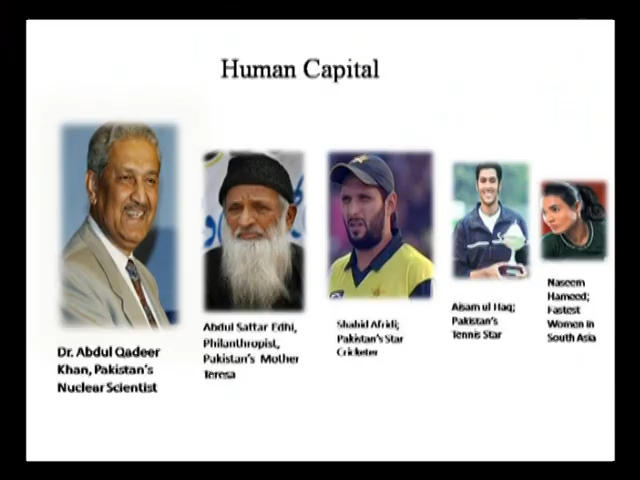 Human Capital
Dr. Abdul Qadeer
Khan, Pakistan's
Nuclear Scientist
Abdul Sattar Edhi,
Philanthropist,
Pakistan's Mother
Teresa
Shahid Afridi;
Pakistan's Star
Cricketer
Aisam ul Haq;
Pakistan's
Tennis Star
Naseem
Hameed;
Fastest
Women in
South Asia